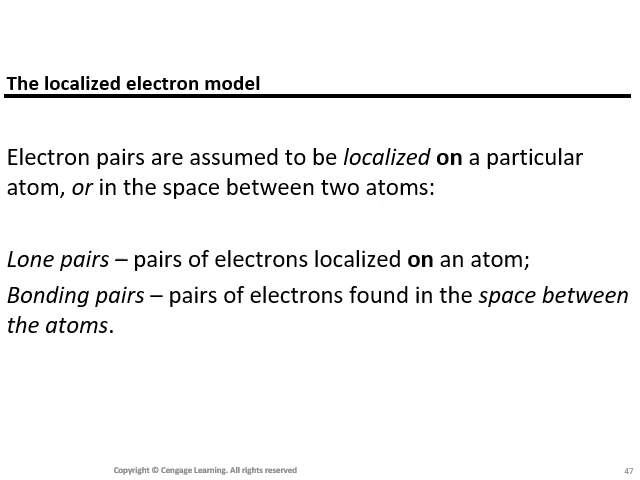 The localized electron model
Electron pairs are assumed to be localized on a particular
atom, or in the space between two atoms:
Lone pairs – pairs of electrons localized on an atom;
Bonding pairs – pairs of electrons found in the space between
the atoms.
Copyright © Cengage Learning. All rights reserved
47